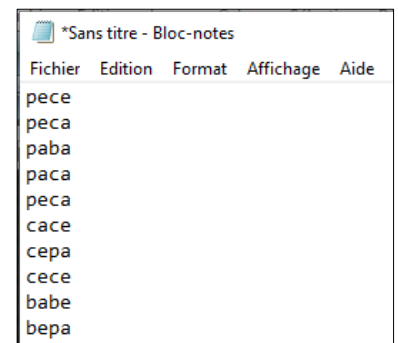 *Sans titre - Bloc-notes
Fichier Edition Format Affichage Aide
pece
peca
paba
paca
peca
cace
cepa
cece
babe
bepa